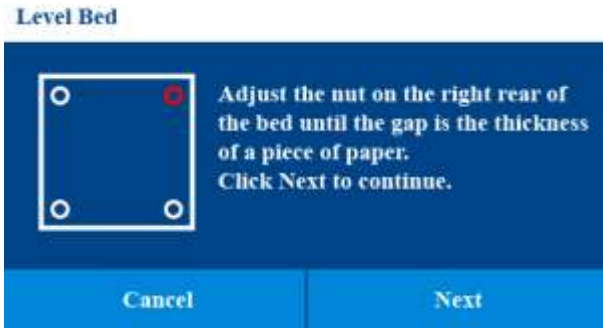 Level Bed
Adjust the nut on the right rear of
the bed until the gap is the thickness
of a piece of paper.
Click Next to continue.
Cancel
Next